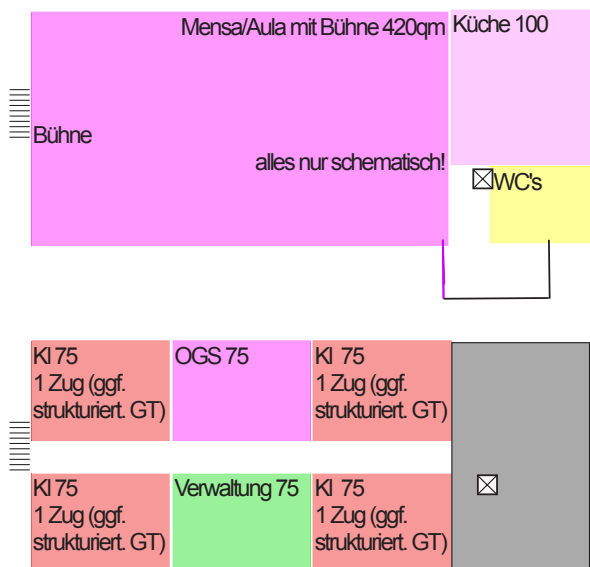 Mensa/Aula mit Bühne 420qm
Küche 100
Bühne
alles nur schematisch!
WC's
Kl 75
1 Zug (ggf.
strukturiert. GT)
OGS 75
Kl 75
1 Zug (ggf.
strukturiert. GT)
Kl 75
1 Zug (ggf.
strukturiert. GT)
Verwaltung 75
Kl 75
1 Zug (ggf.
strukturiert. GT)